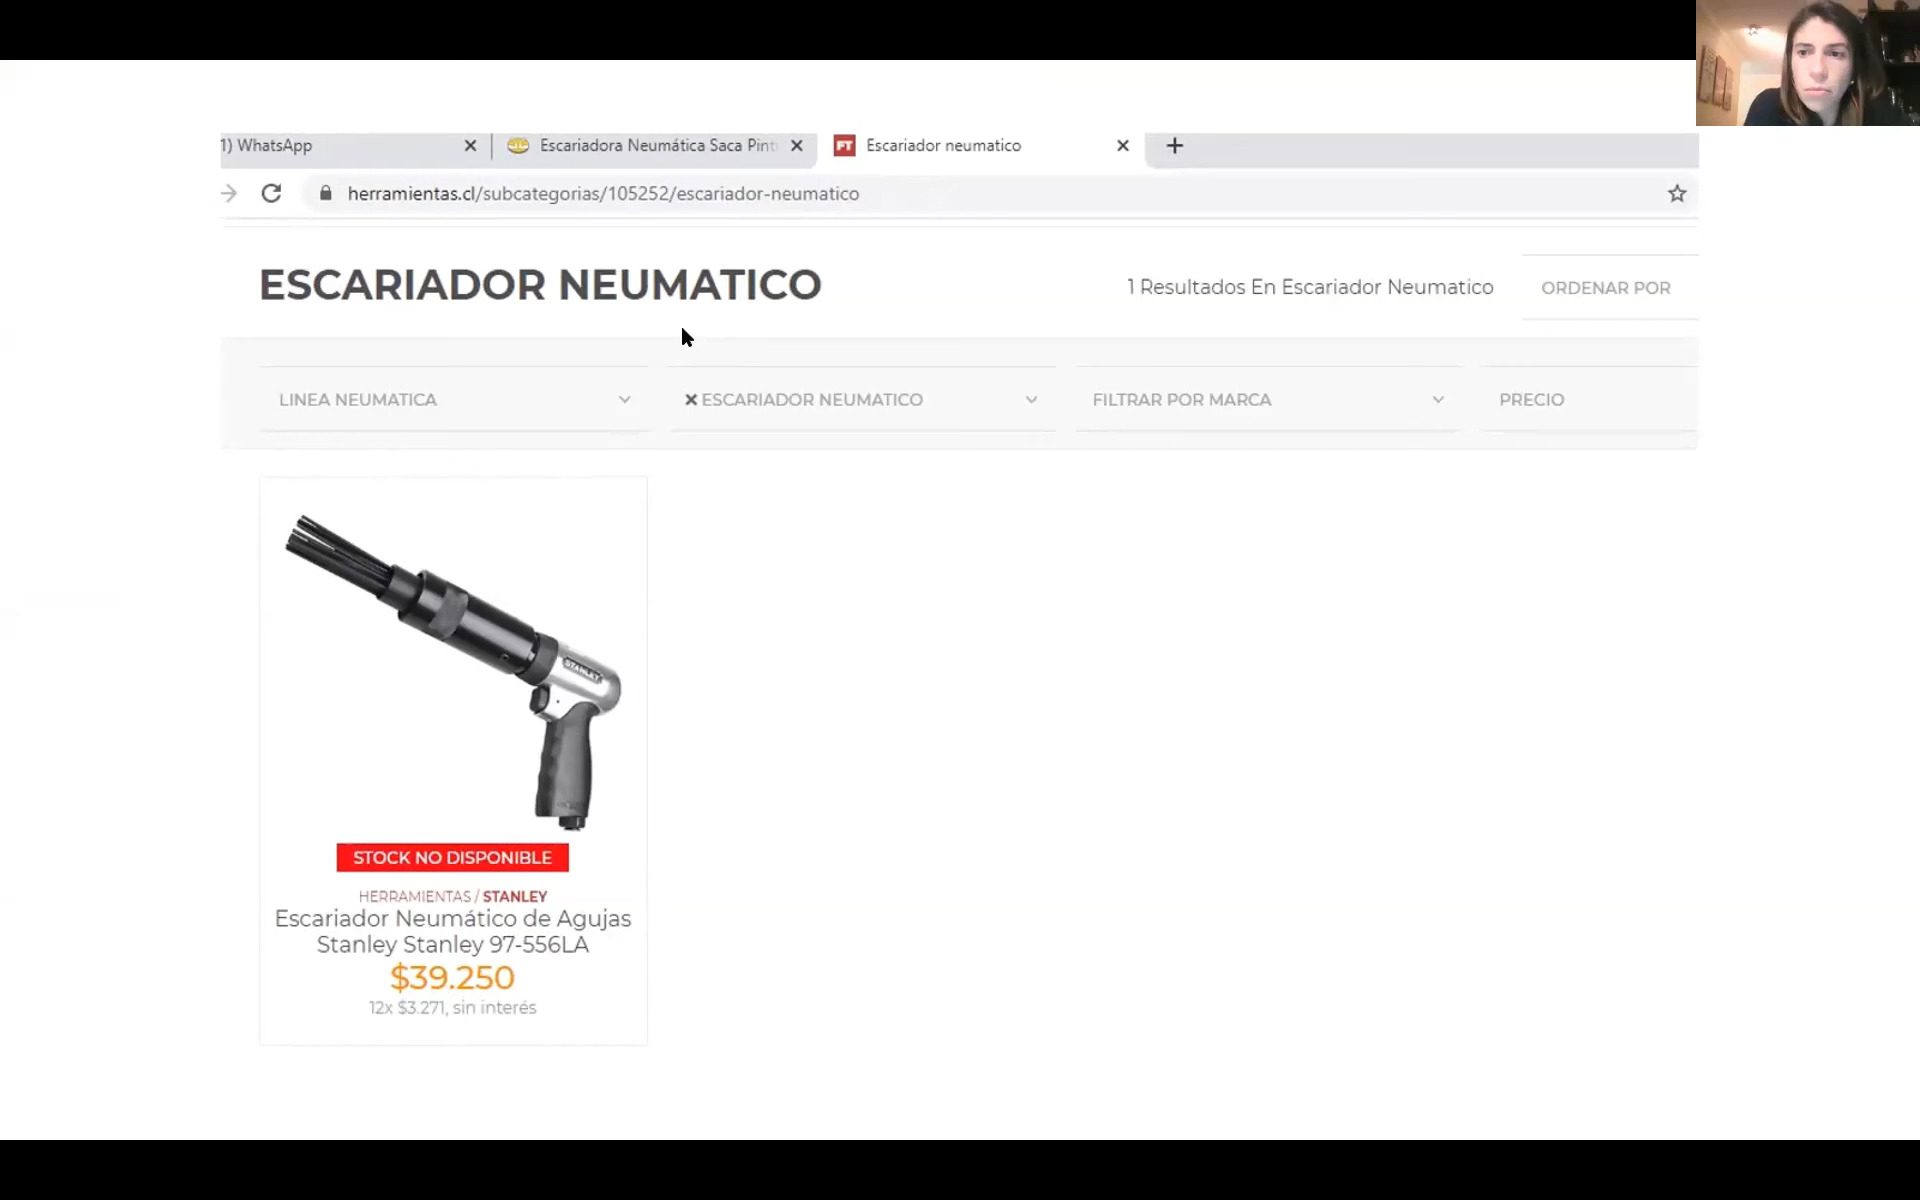 1) WhatsApp
Escariadora Neumática Saca Pint
FT
Escariador neumatico
herramientas.cl/subcategorias/105252/escariador-neumatico
ESCARIADOR NEUMATICO
1 Resultados En Escariador Neumatico
ORDENAR POR
LINEA NEUMATICA
ESCARIADOR NEUMATICO
FILTRAR POR MARCA
PRECIO
STANLEY
STOCK NO DISPONIBLE
HERRAMIENTAS / STANLEY
Escariador Neumático de Agujas
Stanley Stanley 97-556LA
$39.250
12x $3.271, sin interés